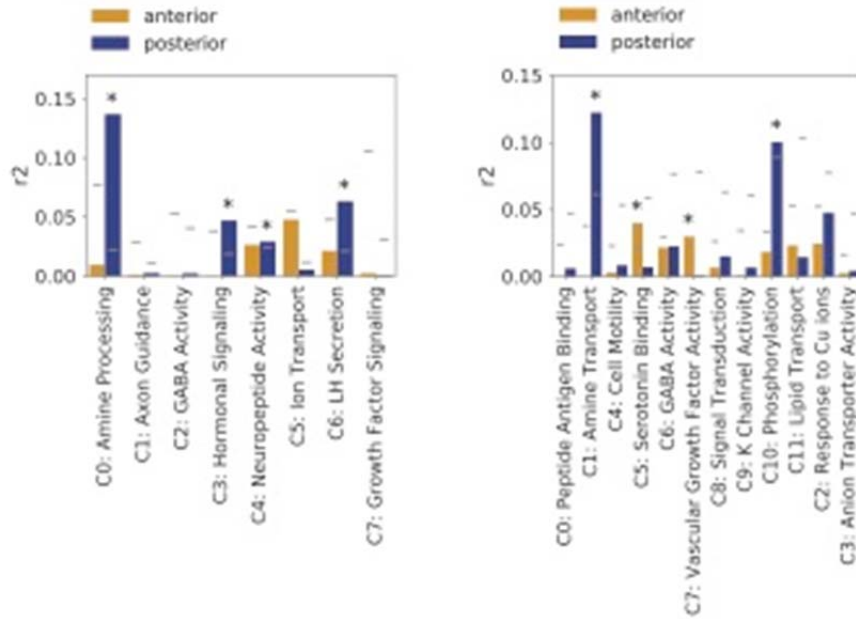 anterior
posterior
0.15
0.10
0.05
0.00
r2
*
*
*
*
C0: Amine Processing
C1: Axon Guidance
C2: GABA Activity
C3: Hormonal Signaling
C4: Neuropeptide Activity
C5: Ion Transport
C6: LH Secretion
C7: Growth Factor Signaling
anterior
posterior
0.15
0.10
0.05
0.00
r2
*
*
*
*
C0: Peptide Antigen Binding
C1: Amine Transport
C4: Cell Motility
C5: Serotonin Binding
C6: GABA Activity
C7: Vascular Growth Factor Activity
C8: Signal Transduction
C9: K Channel Activity
C10: Phosphorylation
C11: Lipid Transport
C2: Response to Cu ions
C3: Anion Transporter Activity